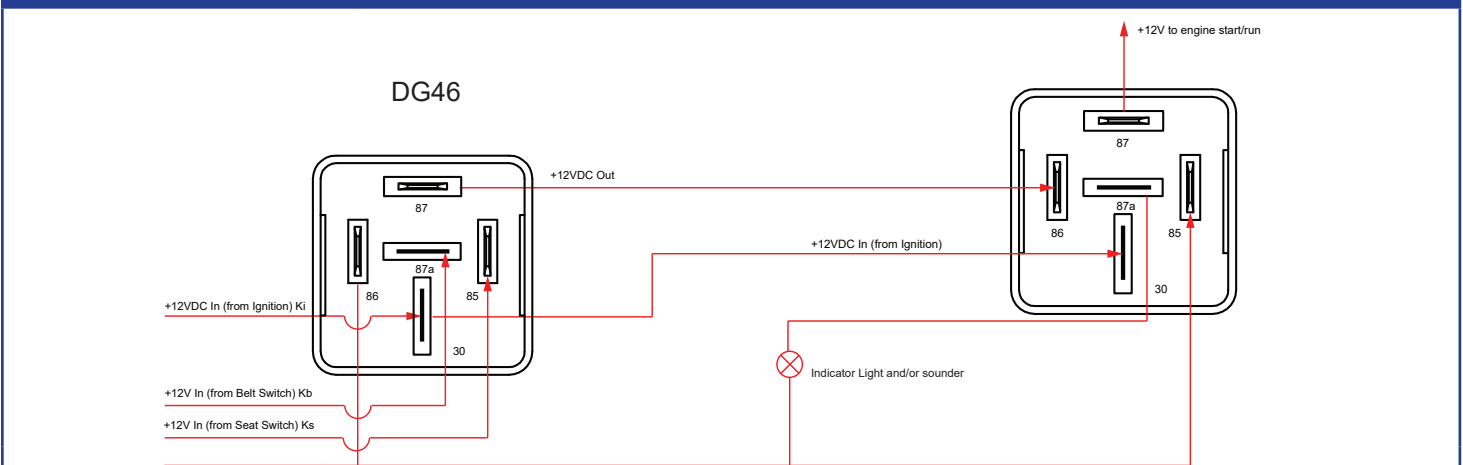 +12V to engine start/run
DG46
87
+12VDC Out
87
86
87a
85
+12VDC In (from Ignition)
87a
86
85
30
+12VDC In (from Ignition) Ki
30
Indicator Light and/or sounder
+12V In (from Belt Switch) Kb
+12V In (from Seat Switch) Ks